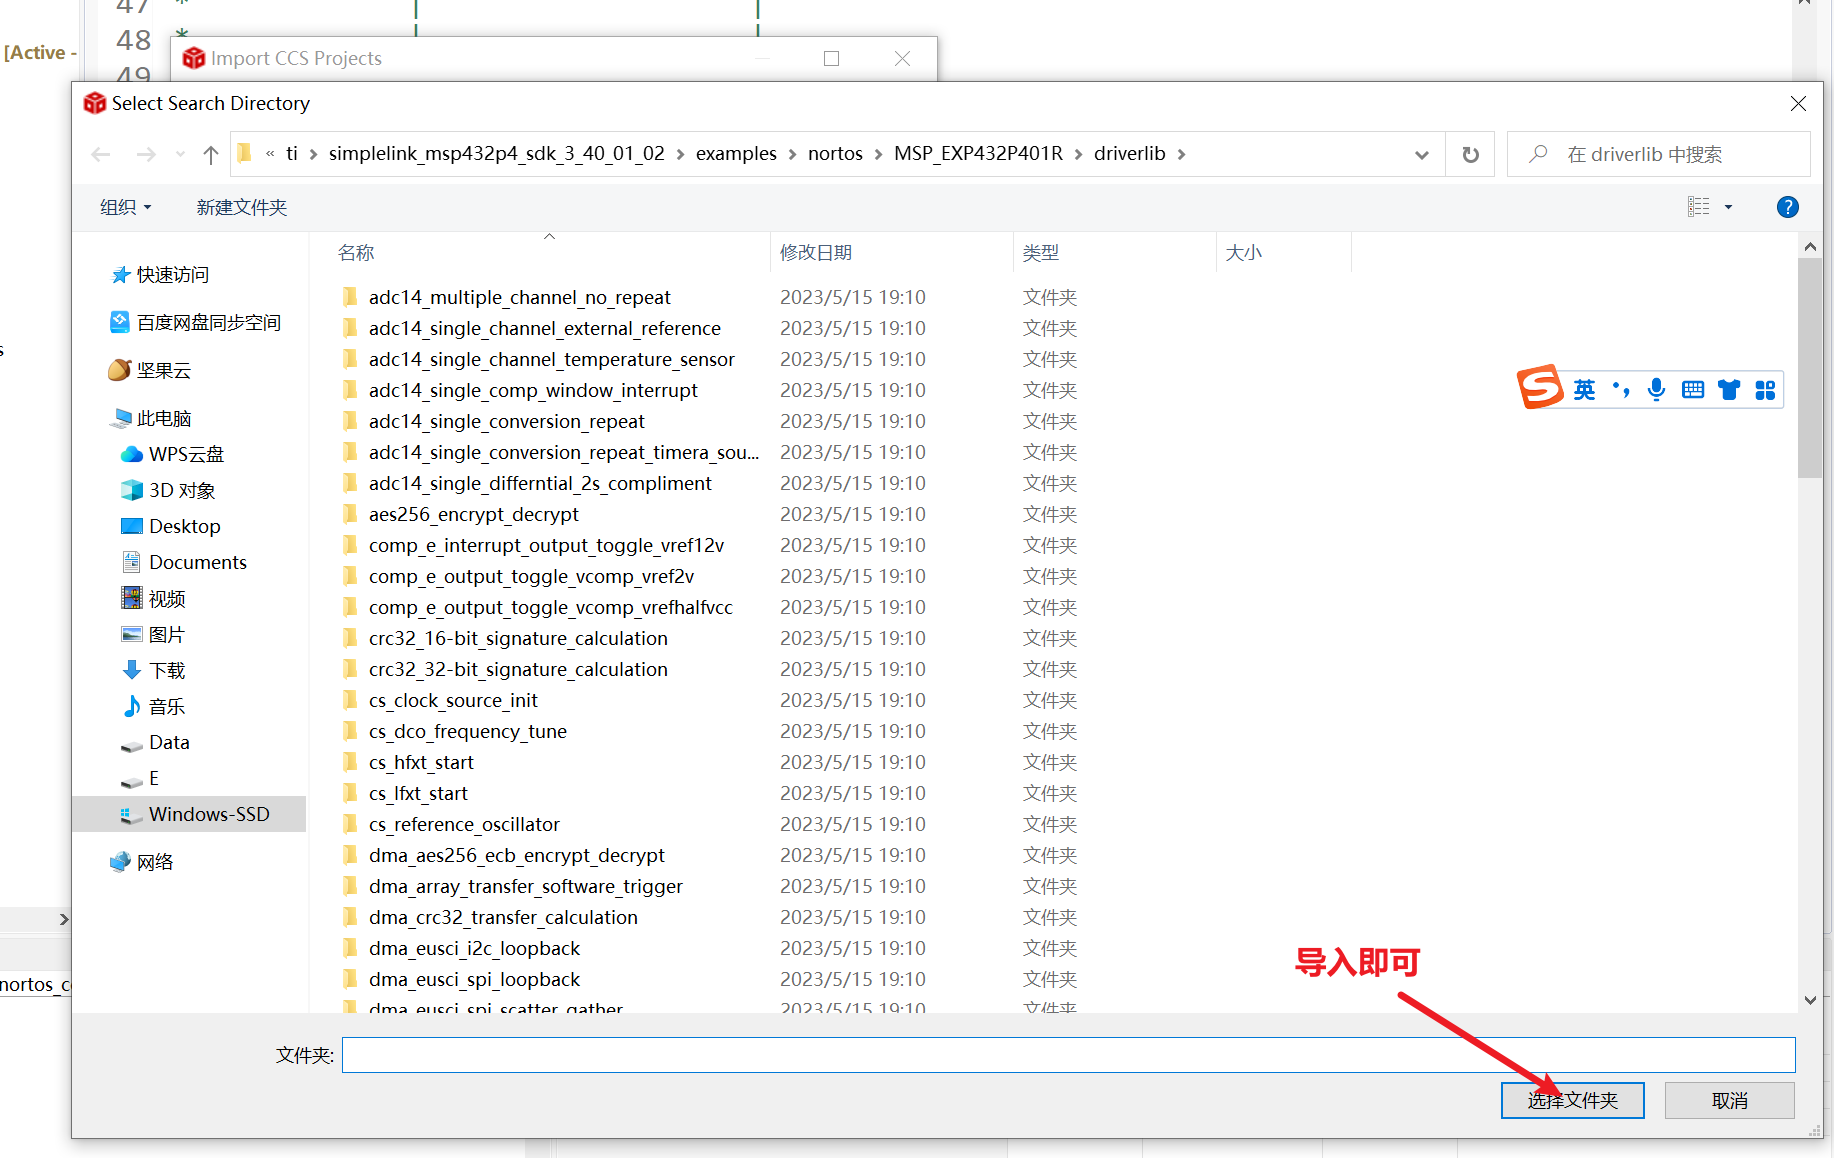 47 *
48 *
[Active -
Import CCS Projects
49
Select Search Directory
« ti › simplelink_msp432p4_sdk_3_40_01_02 › examples › nortos › MSP_EXP432P401R › driverlib ›
在 driverlib 中搜索
组织
新建文件夹
名称
修改日期
类型
大小
快速访问
百度网盘同步空间
坚果云
此电脑
WPS云盘
3D 对象
Desktop
Documents
视频
图片
下载
音乐
Data
E
Windows-SSD
网络
adc14_multiple_channel_no_repeat 2023/5/15 19:10 文件夹
adc14_single_channel_external_reference 2023/5/15 19:10 文件夹
adc14_single_channel_temperature_sensor 2023/5/15 19:10 文件夹
adc14_single_comp_window_interrupt 2023/5/15 19:10 文件夹
adc14_single_conversion_repeat 2023/5/15 19:10 文件夹
adc14_single_conversion_repeat_timera_sou... 2023/5/15 19:10 文件夹
adc14_single_differntial_2s_compliment 2023/5/15 19:10 文件夹
aes256_encrypt_decrypt 2023/5/15 19:10 文件夹
comp_e_interrupt_output_toggle_vref12v 2023/5/15 19:10 文件夹
comp_e_output_toggle_vcomp_vref2v 2023/5/15 19:10 文件夹
comp_e_output_toggle_vcomp_vrefhalfvcc 2023/5/15 19:10 文件夹
crc32_16-bit_signature_calculation 2023/5/15 19:10 文件夹
crc32_32-bit_signature_calculation 2023/5/15 19:10 文件夹
cs_clock_source_init 2023/5/15 19:10 文件夹
cs_dco_frequency_tune 2023/5/15 19:10 文件夹
cs_hfxt_start 2023/5/15 19:10 文件夹
cs_lfxt_start 2023/5/15 19:10 文件夹
cs_reference_oscillator 2023/5/15 19:10 文件夹
dma_aes256_ecb_encrypt_decrypt 2023/5/15 19:10 文件夹
dma_array_transfer_software_trigger 2023/5/15 19:10 文件夹
dma_crc32_transfer_calculation 2023/5/15 19:10 文件夹
dma_eusci_i2c_loopback 2023/5/15 19:10 文件夹
dma_eusci_spi_loopback 2023/5/15 19:10 文件夹
dma_eusci_spi_scatter_gather 2023/5/15 19:10 文件夹
英
导入即可
nortos_c
文件夹:
选择文件夹
取消